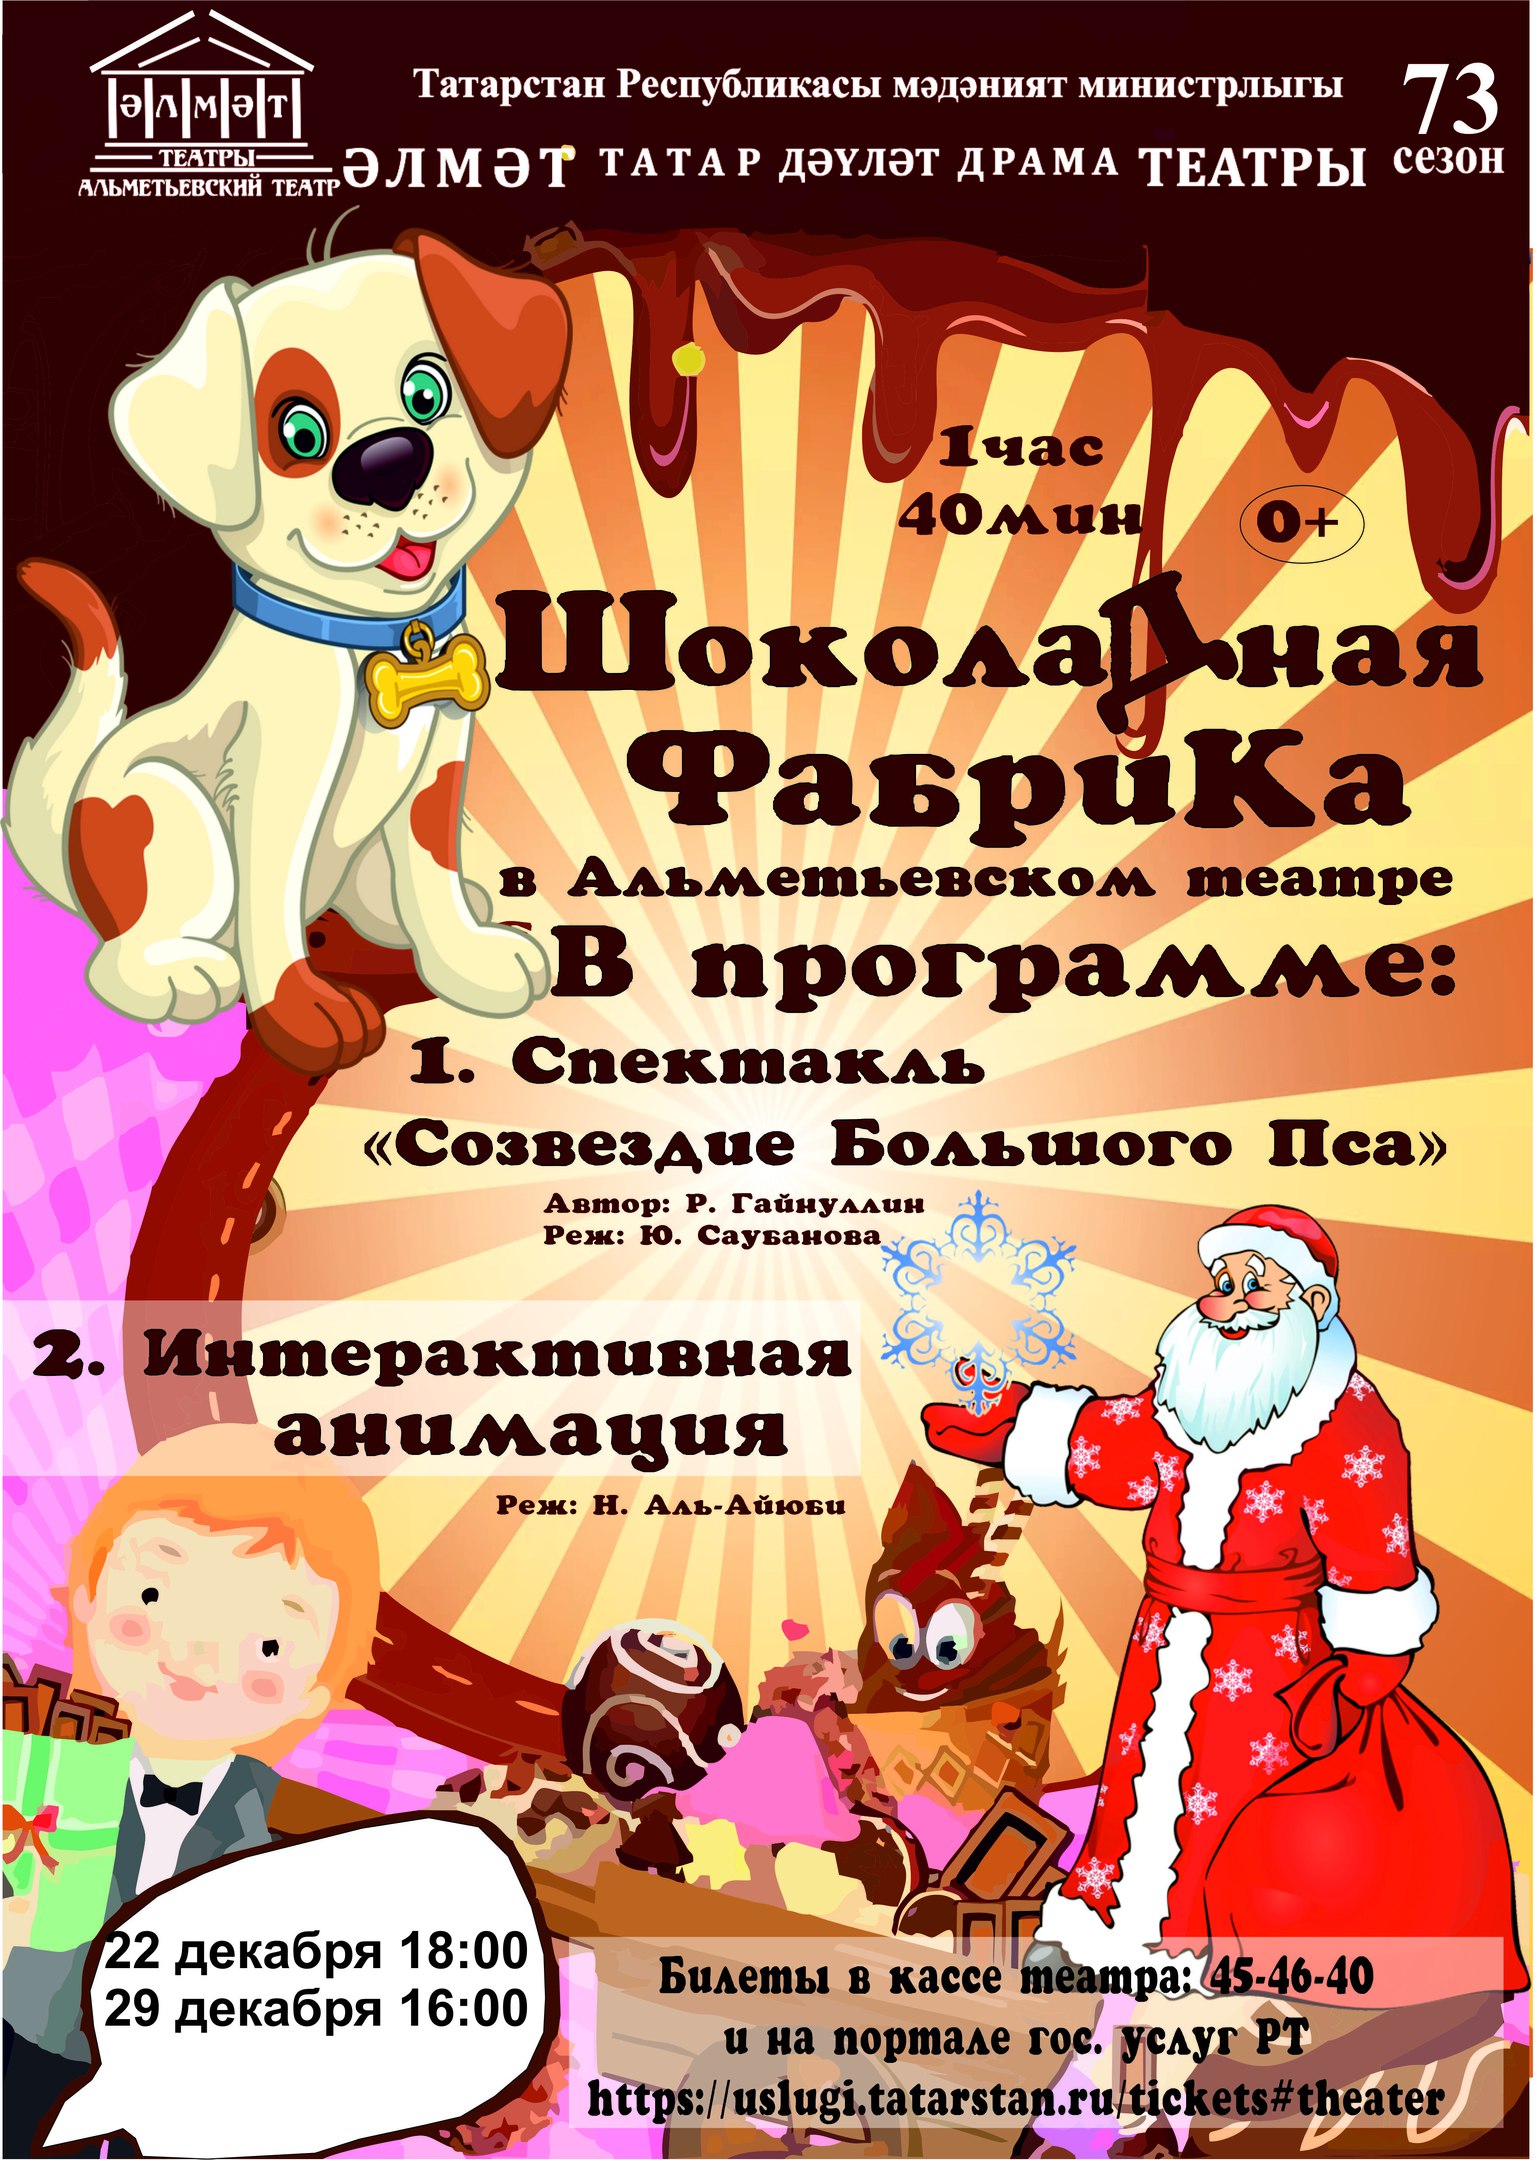 ӘЛМӘТ
ТЕАТРЫ
АЛЬМЕТЬЕВСКИЙ ТЕАТР
Татарстан Республикасы мәдәният министрлыгы
ӘЛМӘТ ТАТАР ДӘҮЛӘТ ДРАМА ТЕАТРЫ
73
сезон
1час
40мин
0+
ШоколаДная
ФабриКа
в Альметьевском театре
В программе:
1. Спектакль
«Созвездие Большого Пса»
Автор: Р. Гайнуллин
Реж: Ю. Саубанова
2. Интерактивная
анимация
Реж: Н. Аль-Айюби
22 декабря 18:00
29 декабря 16:00
Билеты в кассе театра: 45-46-40
и на портале гос. услуг РТ
https://uslugi.tatarstan.ru/tickets#theater